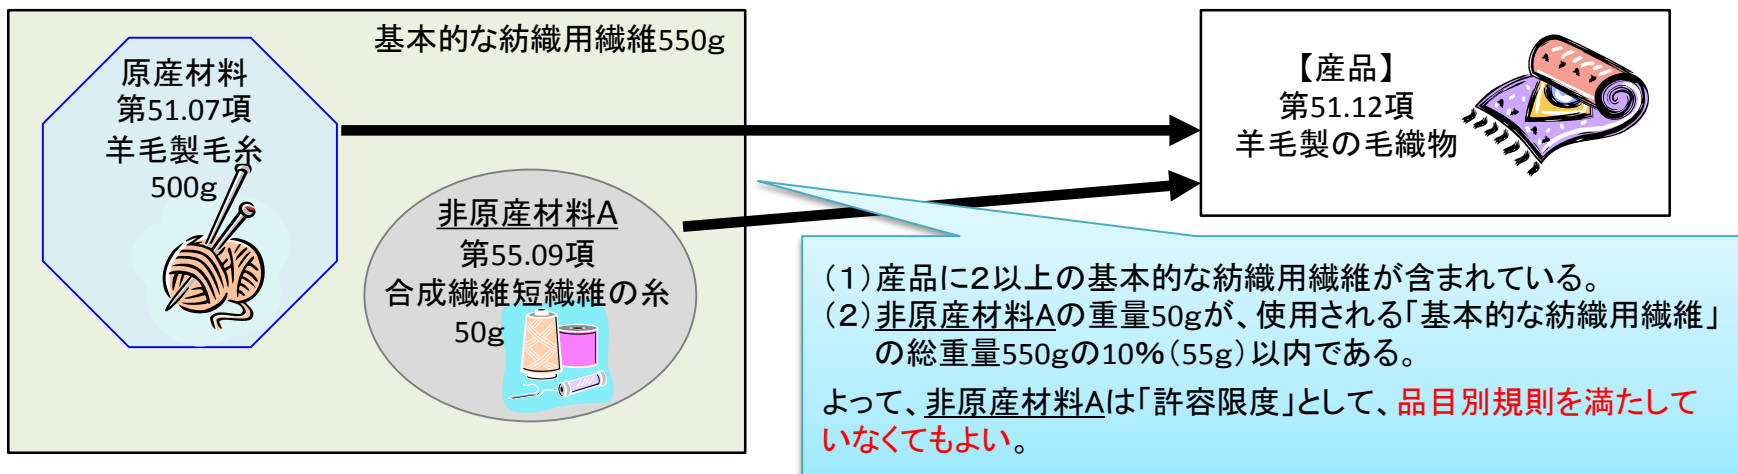 基本的な紡織用繊維550g
原産材料
第51.07項
羊毛製毛糸
500g
非原産材料A
第55.09項
合成繊維短繊維の糸
50g
【産品】
第51.12項
羊毛製の毛織物
（１）産品に２以上の基本的な紡織用繊維が含まれている。
（２）非原産材料Aの重量50gが、使用される「基本的な紡織用繊維」
の総重量550gの10％（55g）以内である。
よって、非原産材料Aは「許容限度」として、品目別規則を満たして
いなくてもよい。